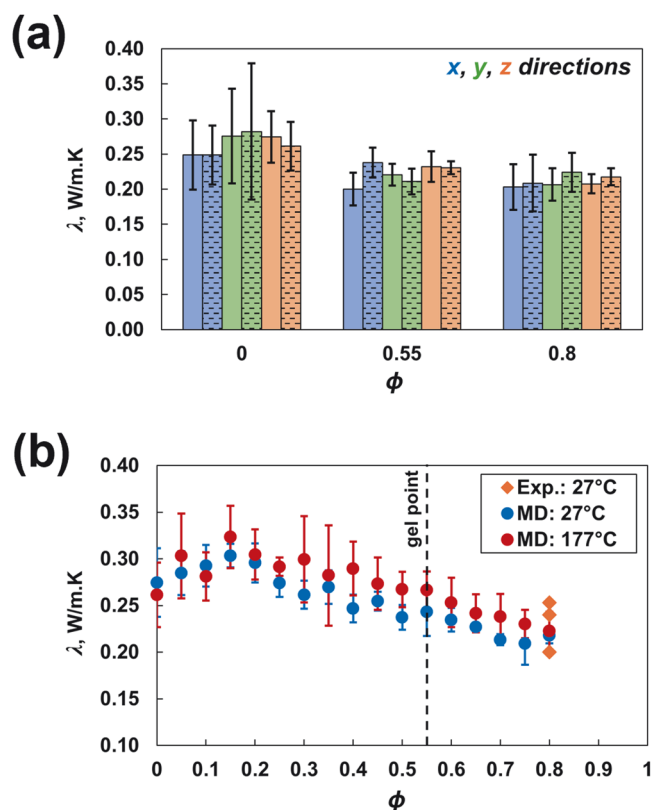 (a)
0.40
x, y, z directions
0.35
0.30
0.25
λ, W/m.K
0.20
0.15
0.10
0.05
0.00
0 0.55 0.8
ϕ
(b)
0.40
gel point
Exp.: 27°C
MD: 27°C
MD: 177°C
0.35
0.30
λ, W/m.K
0.25
0.20
0.15
0.10
0 0.1 0.2 0.3 0.4 0.5 0.6 0.7 0.8 0.9 1
ϕ